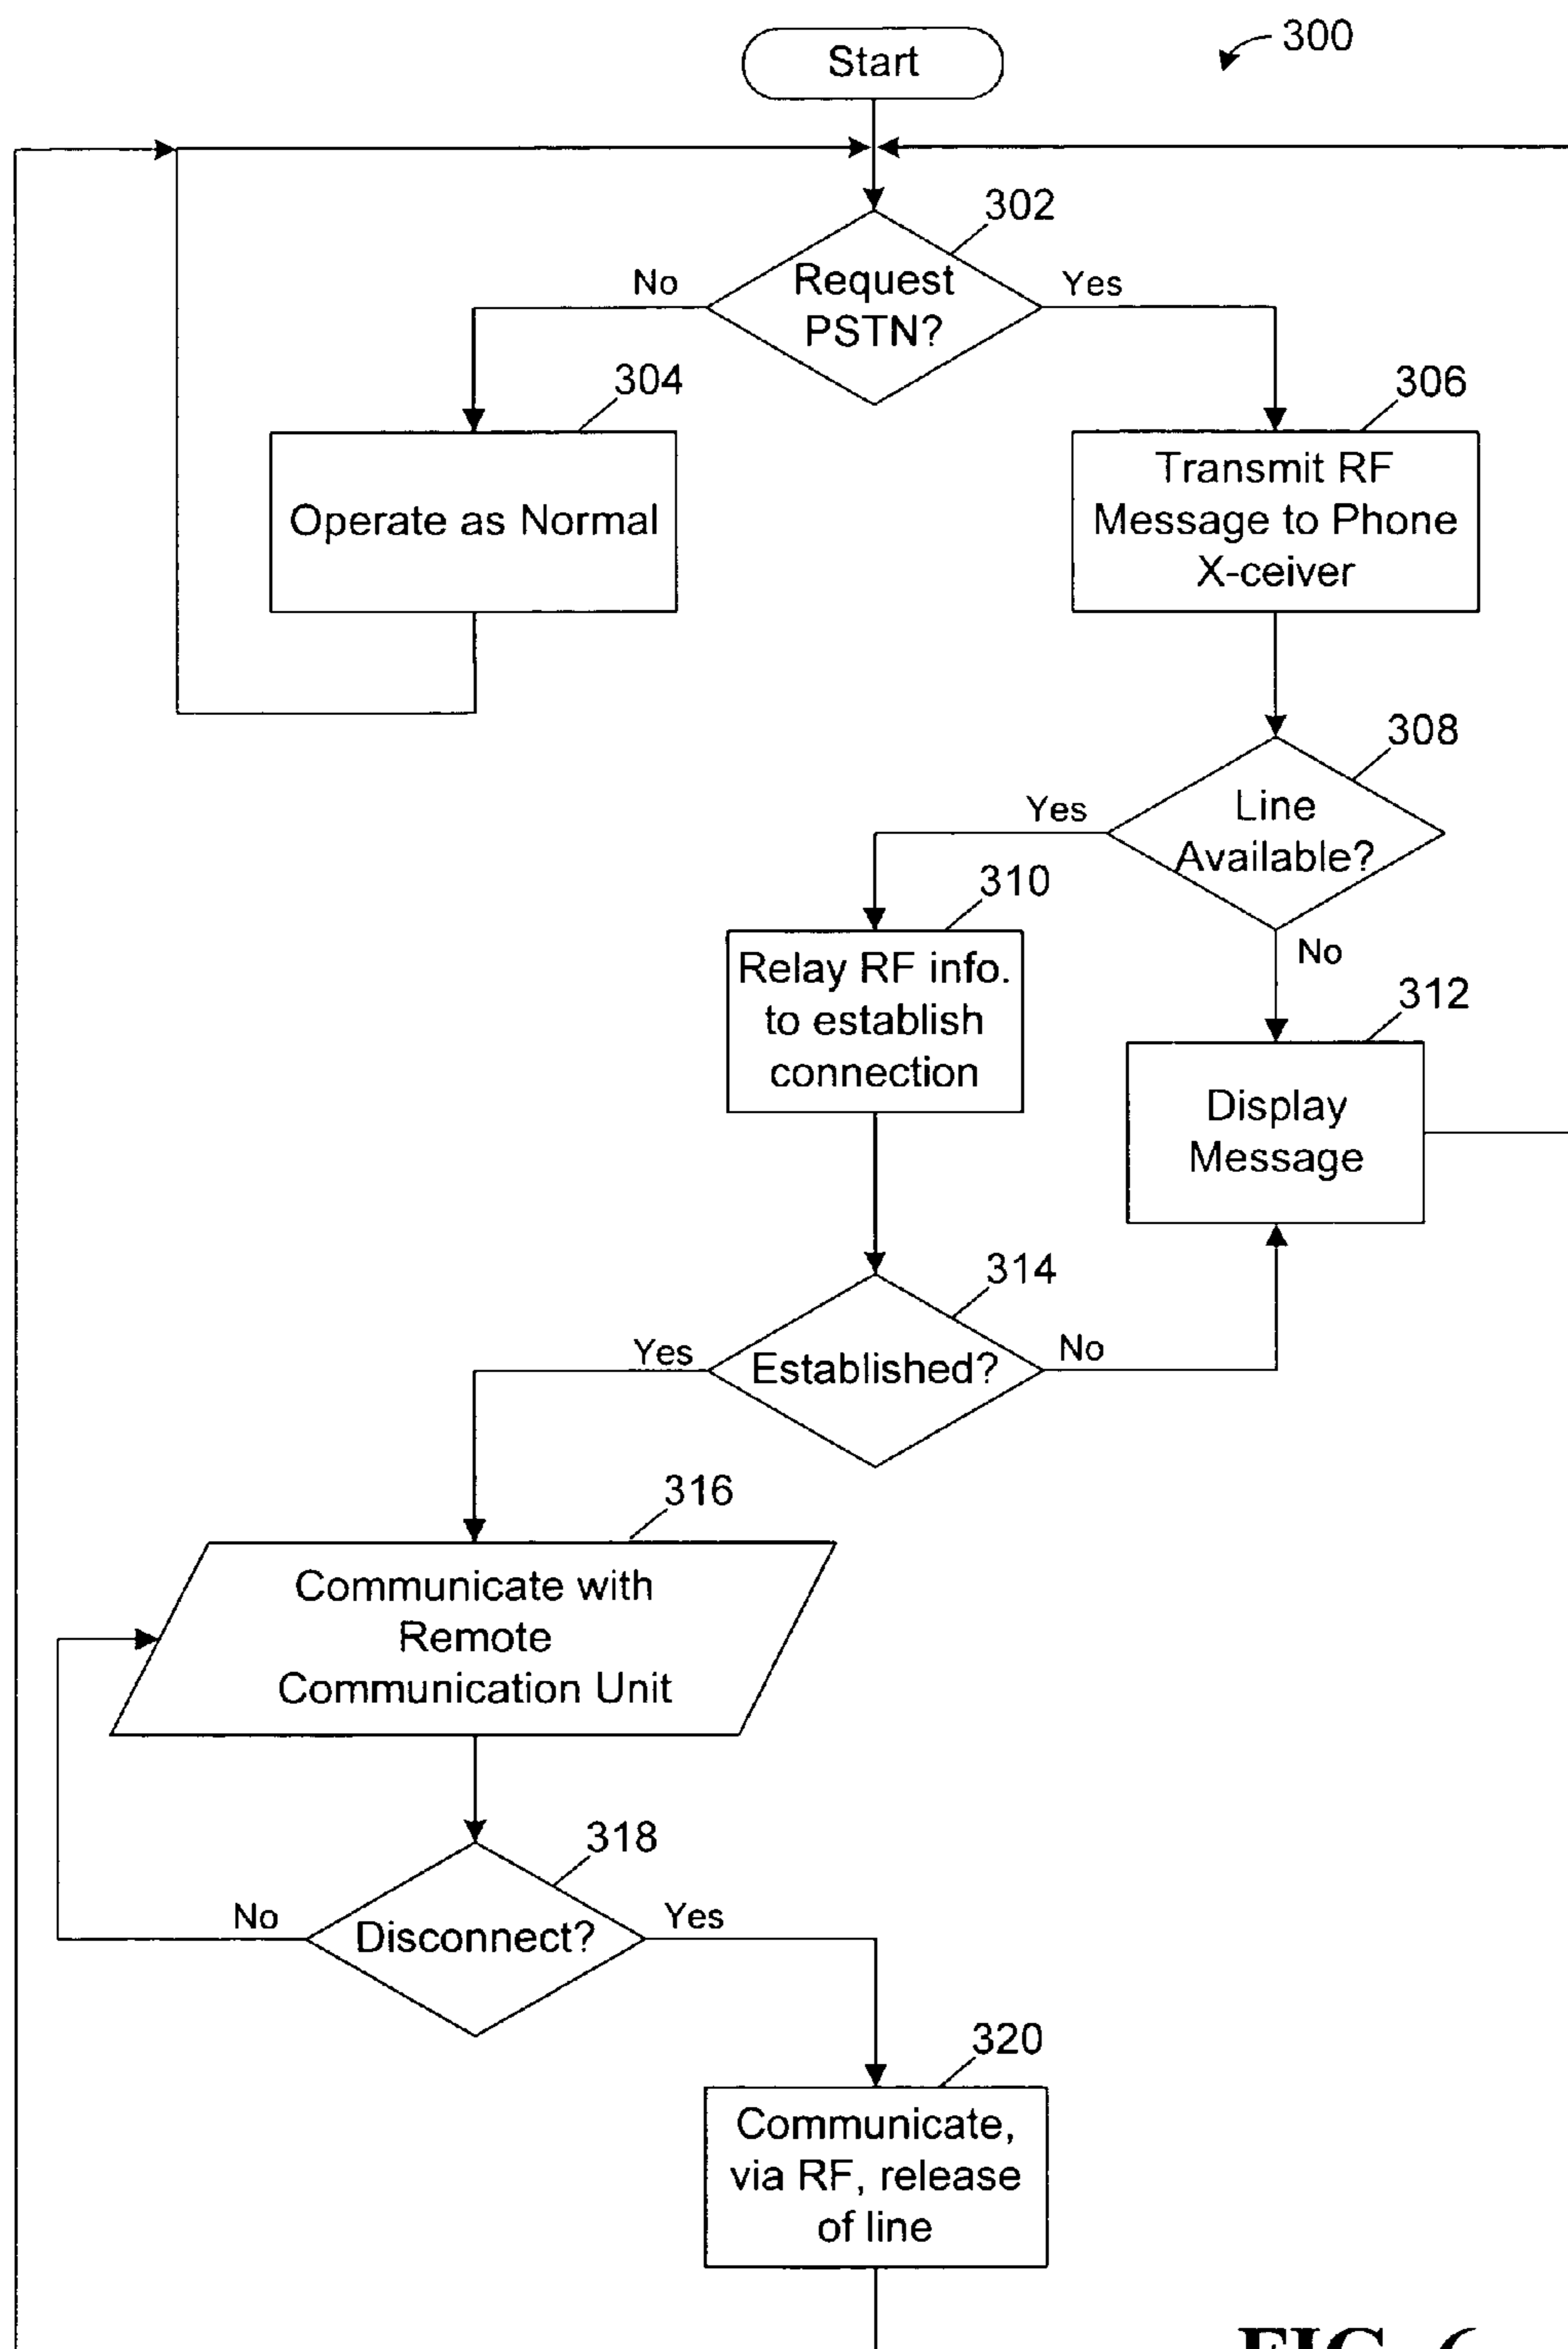 Start
300
302
Request
PSTN?
No
Yes
304
Operate as Normal
306
Transmit RF
Message to Phone
X-ceiver
308
Line
Available?
Yes
No
310
Relay RF info.
to establish
connection
312
Display
Message
314
Established?
Yes
No
316
Communicate with
Remote
Communication Unit
318
Disconnect?
No
Yes
320
Communicate,
via RF, release
of line
FIG. 6